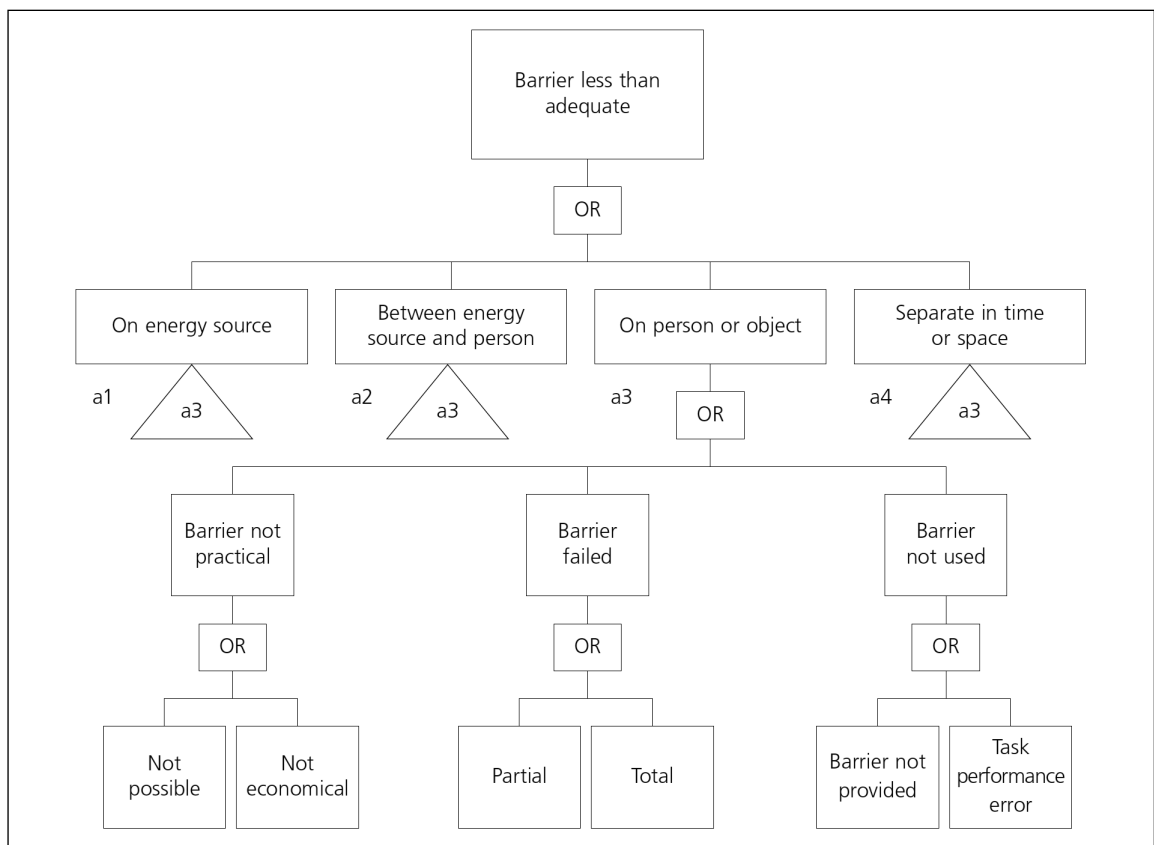 Barrier less than
adequate
OR
On energy source
Between energy
source and person
On person or object
Separate in time
or space
a1
a3
a2
a3
a3
OR
a4
a3
Barrier not
practical
Barrier
failed
Barrier
not used
OR
OR
OR
Not
possible
Not
economical
Partial
Total
Barrier not
provided
Task
performance
error